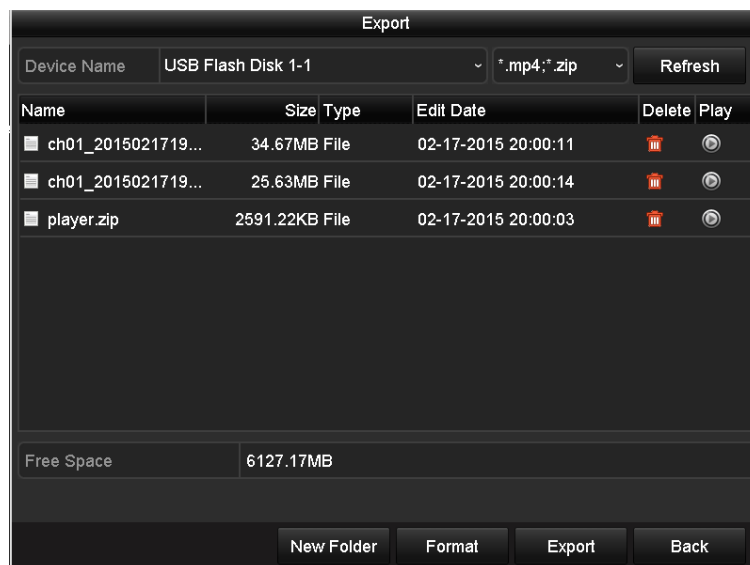 Export
Device Name USB Flash Disk 1-1 *.mp4;*.zip Refresh
Name Size Type Edit Date Delete Play
ch01_2015021719... 34.67MB File 02-17-2015 20:00:11
ch01_2015021719... 25.63MB File 02-17-2015 20:00:14
player.zip 2591.22KB File 02-17-2015 20:00:03
Free Space 6127.17MB
New Folder Format Export Back